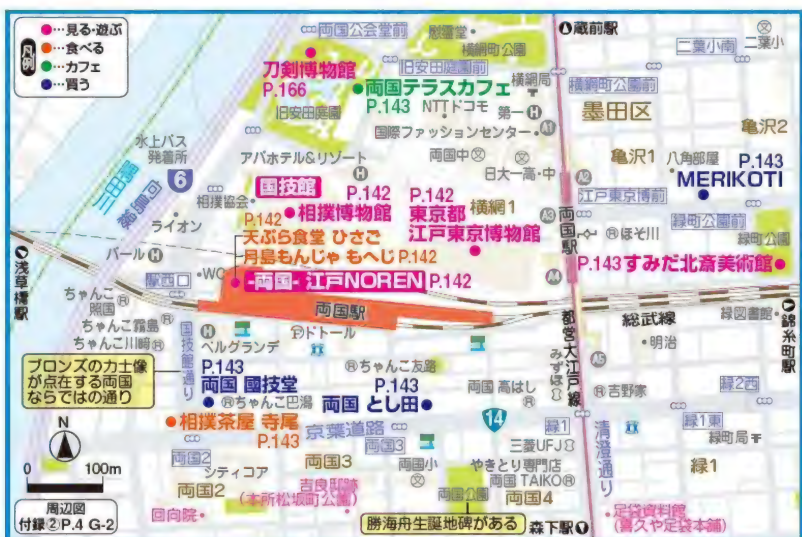 凡例
●…見る・遊ぶ
●…食べる
●…カフェ
●…買う
両国公会堂前
慰霊堂
横網町公園
蔵前駅
二葉小南
二葉小
刀剣博物館
P.166
旧安田庭園前
両国テラスカフェ
P.143
横網局
横網町公園前
旧安田庭園
NTTドコモ
第一
墨田区
国際ファッションセンター
A1
亀沢2
水上バス
発着所
6
アパホテル&リゾート
両国中
日大一高・中
A2
亀沢1
八角部屋
P.143
MERIKOTI
国技館
相撲協会
P.142
相撲博物館
P.142
東京都
江戸東京博物館
横網1
A3
江戸東京博前
緑町公園前
ライオン
P.142
天ぷら食堂 ひさご
月島もんじゃ もへじ P.142
両国駅
ほそ川
緑町公園
パール
WC
-両国- 江戸NOREN P.142
A4
P.143 すみだ北斎美術館
浅草橋駅
駅西口
両国駅
総武線
緑図書館
錦糸町駅
ちゃんこ
照国
ちゃんこ霧島
ちゃんこ川崎
国技館通り
ベルグランデ
ドトール
都営大江戸線
みずほ
明治
A5
ブロンズの力士像
が点在する両国
ならではの通り
P.143
両国 國技堂
ちゃんこ友路
P.143
両国 とし田
両国 高はし
吉野家
緑2西
ちゃんこ巴潟
14
相撲茶屋 寺尾
P.143
京葉道路
両国3
緑1
三菱UFJ
清澄通り
緑1東
緑町局
N
0 100m
両国2
シティコア
両国3
両国小
やきとり専門店
両国 TAIKO
緑1
両国2
吉良邸跡
(本所松坂町公園)
両国公園
両国4
周辺図
付録②P.4 G-2
回向院
勝海舟生誕地碑がある
森下駅
足袋資料館
(喜久や足袋本舗)